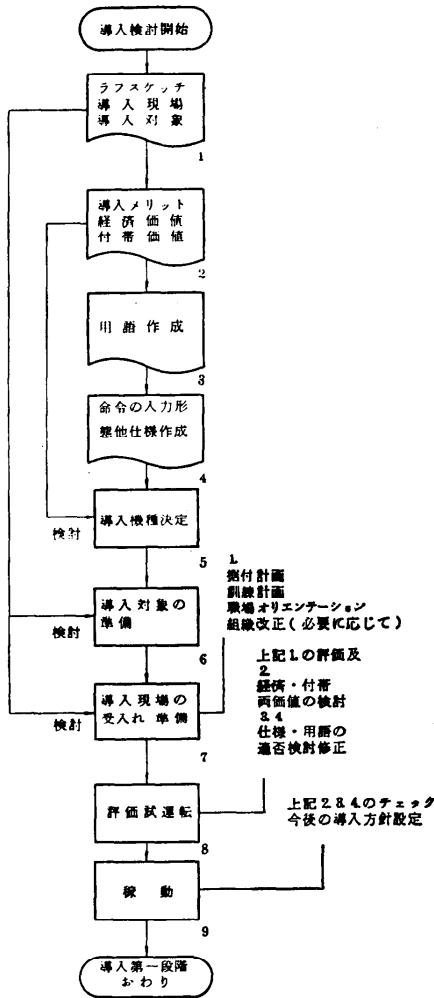 導入検討開始
ラフスケッチ
導入現場
導入対象
1
導入メリット
経済価値
付帯価値
2
用語作成
3
命令の入力形
態他仕様作成
4
導入機種決定
検討
5
導入対象の
準備
検討
6
導入現場の
受入れ準備
検討
7
1.
据付計画
訓練計画
職場オリエンテーション
組織改正(必要に応じて)
評価試運転
8
上記1.の評価及
2.
経済・付帯
両価値の検討
3.4
仕様・用語の
適否検討修正
稼動
9
上記2.3.4.のチェック
今後の導入方針設定
導入第一段階
おわり